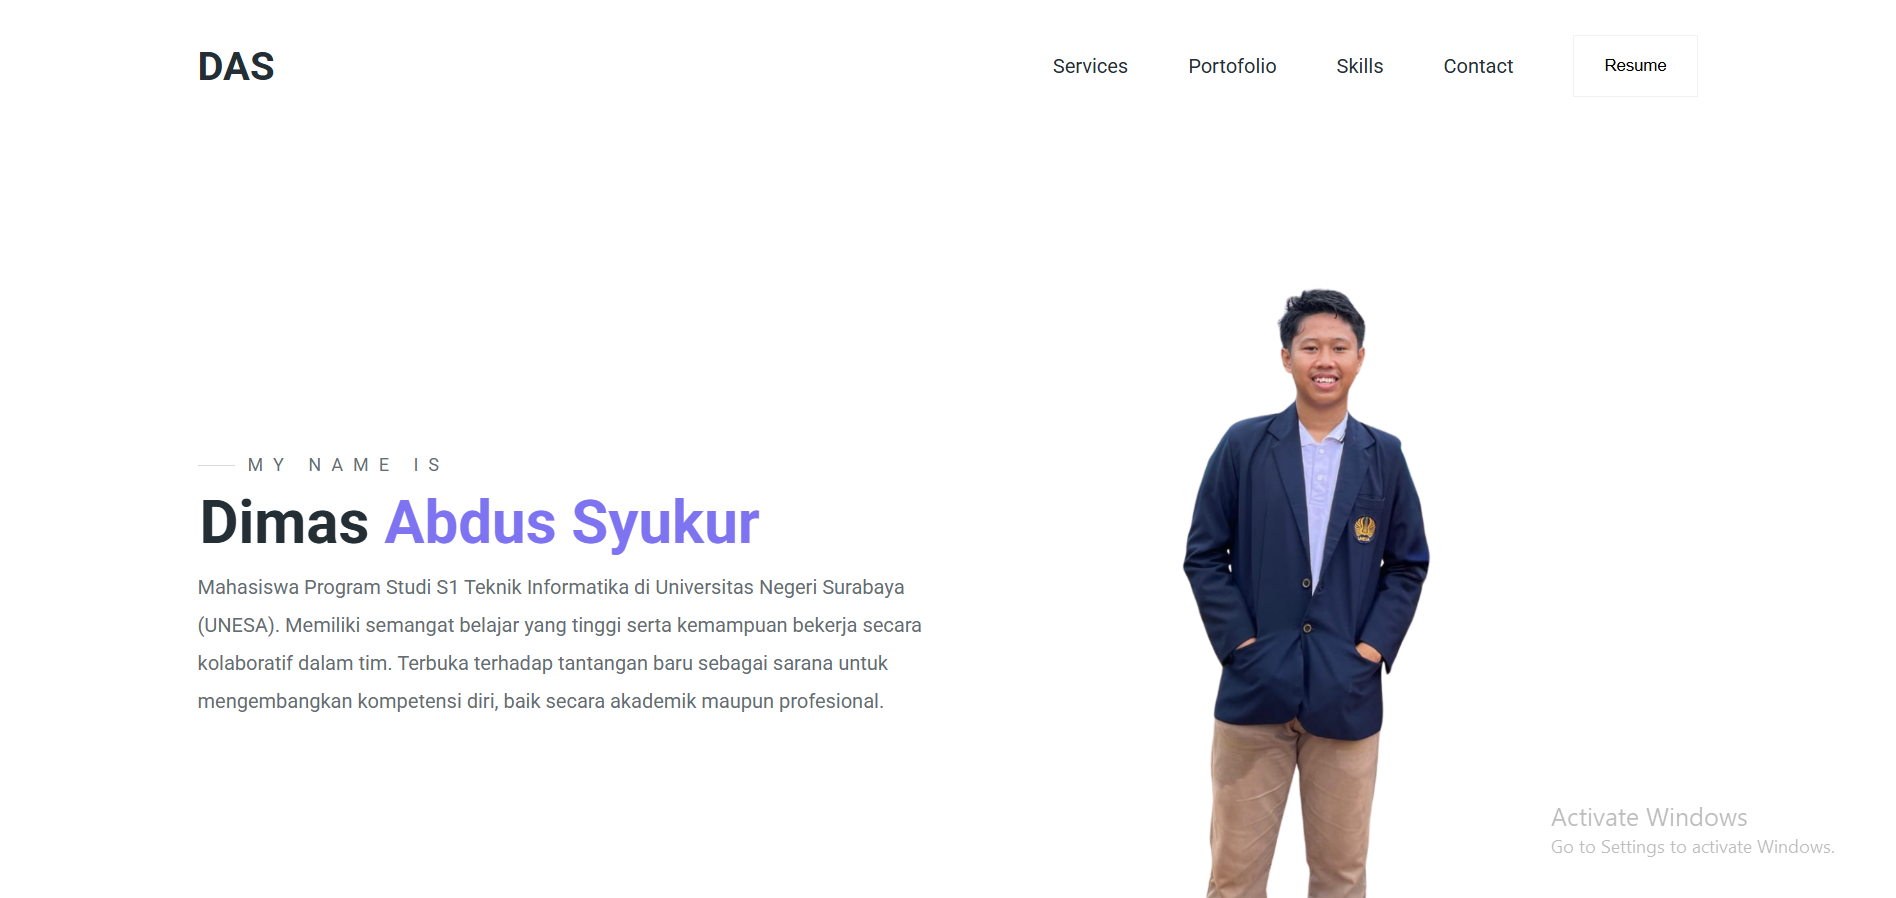 DAS
Services
Portofolio
Skills
Contact
Resume
MY NAME IS
Dimas Abdus Syukur
Mahasiswa Program Studi S1 Teknik Informatika di Universitas Negeri Surabaya
(UNESA). Memiliki semangat belajar yang tinggi serta kemampuan bekerja secara
kolaboratif dalam tim. Terbuka terhadap tantangan baru sebagai sarana untuk
mengembangkan kompetensi diri, baik secara akademik maupun profesional.
UNESA
Activate Windows
Go to Settings to activate Windows.